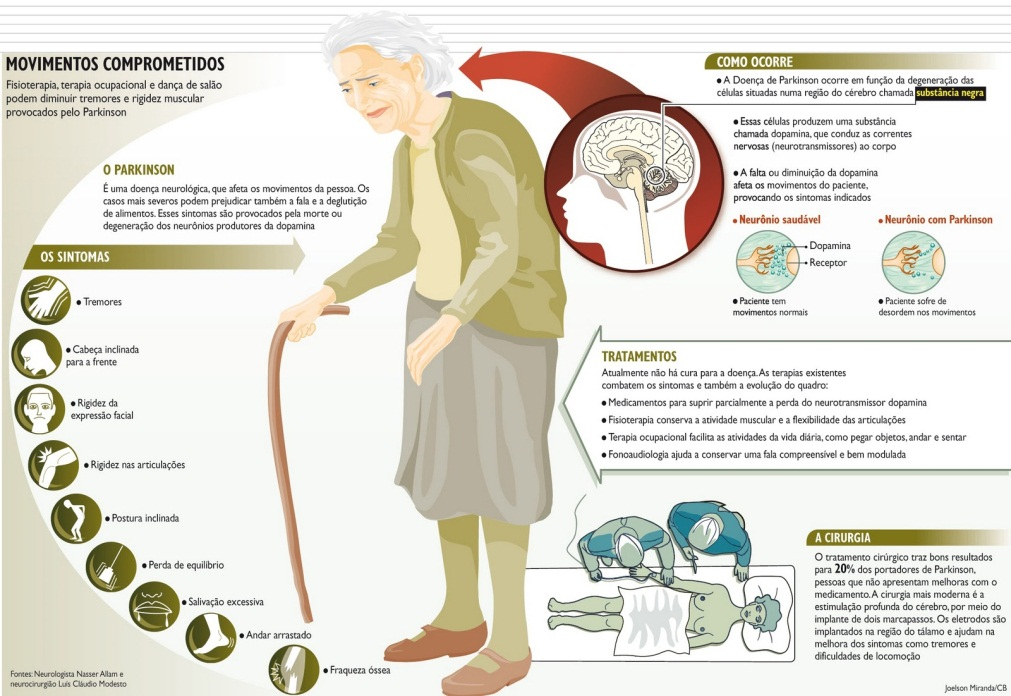 MOVIMENTOS COMPROMETIDOS
Fisioterapia, terapia ocupacional e dança de salão
podem diminuir tremores e rigidez muscular
provocados pelo Parkinson
O PARKINSON
É uma doença neurológica, que afeta os movimentos da pessoa. Os
casos mais severos podem prejudicar também a fala e a deglutição
de alimentos. Esses sintomas são provocados pela morte ou
degeneração dos neurônios produtores da dopamina
OS SINTOMAS
• Tremores
• Cabeça inclinada
para a frente
• Rigidez da
expressão facial
• Rigidez nas articulações
• Postura inclinada
• Perda de equilíbrio
• Salivação excessiva
• Andar arrastado
• Fraqueza óssea
Fontes: Neurologista Nasser Allam e
neurocirurgião Luís Cláudio Modesto
COMO OCORRE
• A Doença de Parkinson ocorre em função da degeneração das
células situadas numa região do cérebro chamada substância negra
• Essas células produzem uma substância
chamada dopamina, que conduz as correntes
nervosas (neurotransmissores) ao corpo
• A falta ou diminuição da dopamina
afeta os movimentos do paciente,
provocando os sintomas indicados
• Neurônio saudável
Dopamina
Receptor
• Paciente tem
movimentos normais
• Neurônio com Parkinson
• Paciente sofre de
desordem nos movimentos
TRATAMENTOS
Atualmente não há cura para a doença. As terapias existentes
combatem os sintomas e também a evolução do quadro:
• Medicamentos para suprir parcialmente a perda do neurotransmissor dopamina
• Fisioterapia conserva a atividade muscular e a flexibilidade das articulações
• Terapia ocupacional facilita as atividades da vida diária, como pegar objetos, andar e sentar
• Fonoaudiologia ajuda a conservar uma fala compreensível e bem modulada
A CIRURGIA
O tratamento cirúrgico traz bons resultados
para 20% dos portadores de Parkinson,
pessoas que não apresentam melhoras com o
medicamento. A cirurgia mais moderna é a
estimulação profunda do cérebro, por meio do
implante de dois marcapassos. Os eletrodos são
implantados na região do tálamo e ajudam na
melhora dos sintomas como tremores e
dificuldades de locomoção
Joelson Miranda/CB